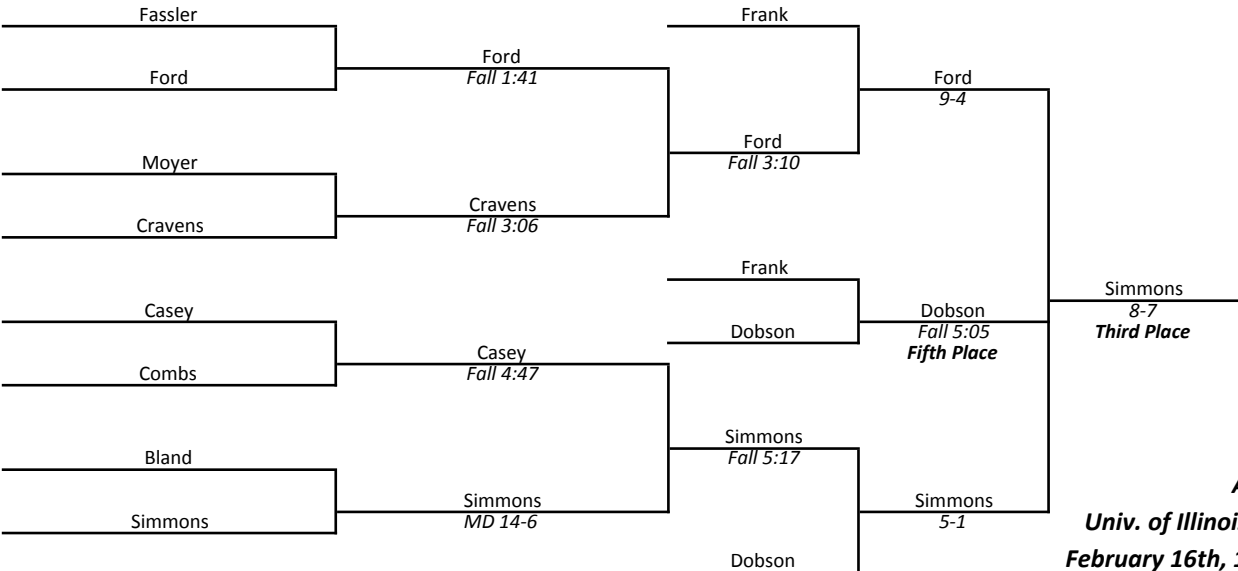 Fassler
Frank
Ford
Fall 1:41
Ford
Ford
9-4
Moyer
Ford
Fall 3:10
Cravens
Fall 3:06
Cravens
Frank
Casey
Dobson
Fall 5:05
Fifth Place
Simmons
8-7
Third Place
Dobson
Casey
Fall 4:47
Combs
Simmons
Fall 5:17
Bland
Simmons
MD 14-6
Simmons
5-1
Simmons
Univ. of Illinoi
February 16th, 1
Dobson